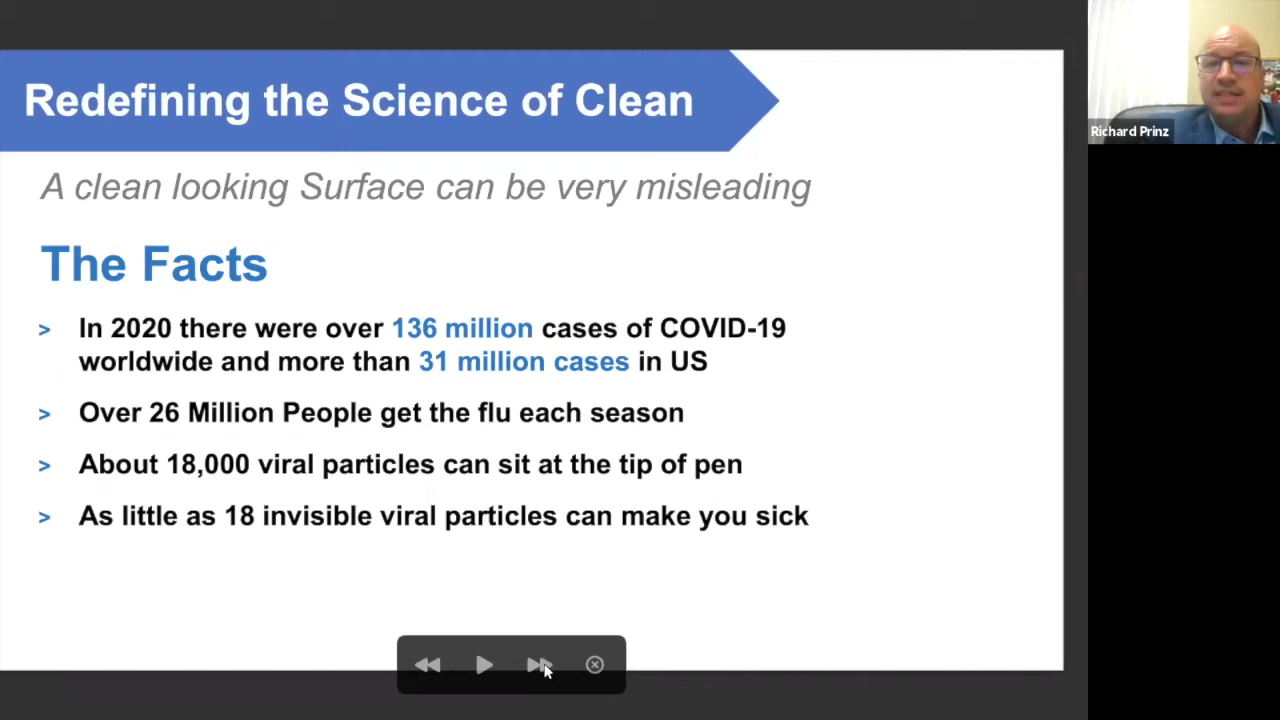 Redefining the Science of Clean
A clean looking Surface can be very misleading
The Facts
> In 2020 there were over 136 million cases of COVID-19
worldwide and more than 31 million cases in US
> Over 26 Million People get the flu each season
> About 18,000 viral particles can sit at the tip of pen
> As little as 18 invisible viral particles can make you sick
Richard Prinz